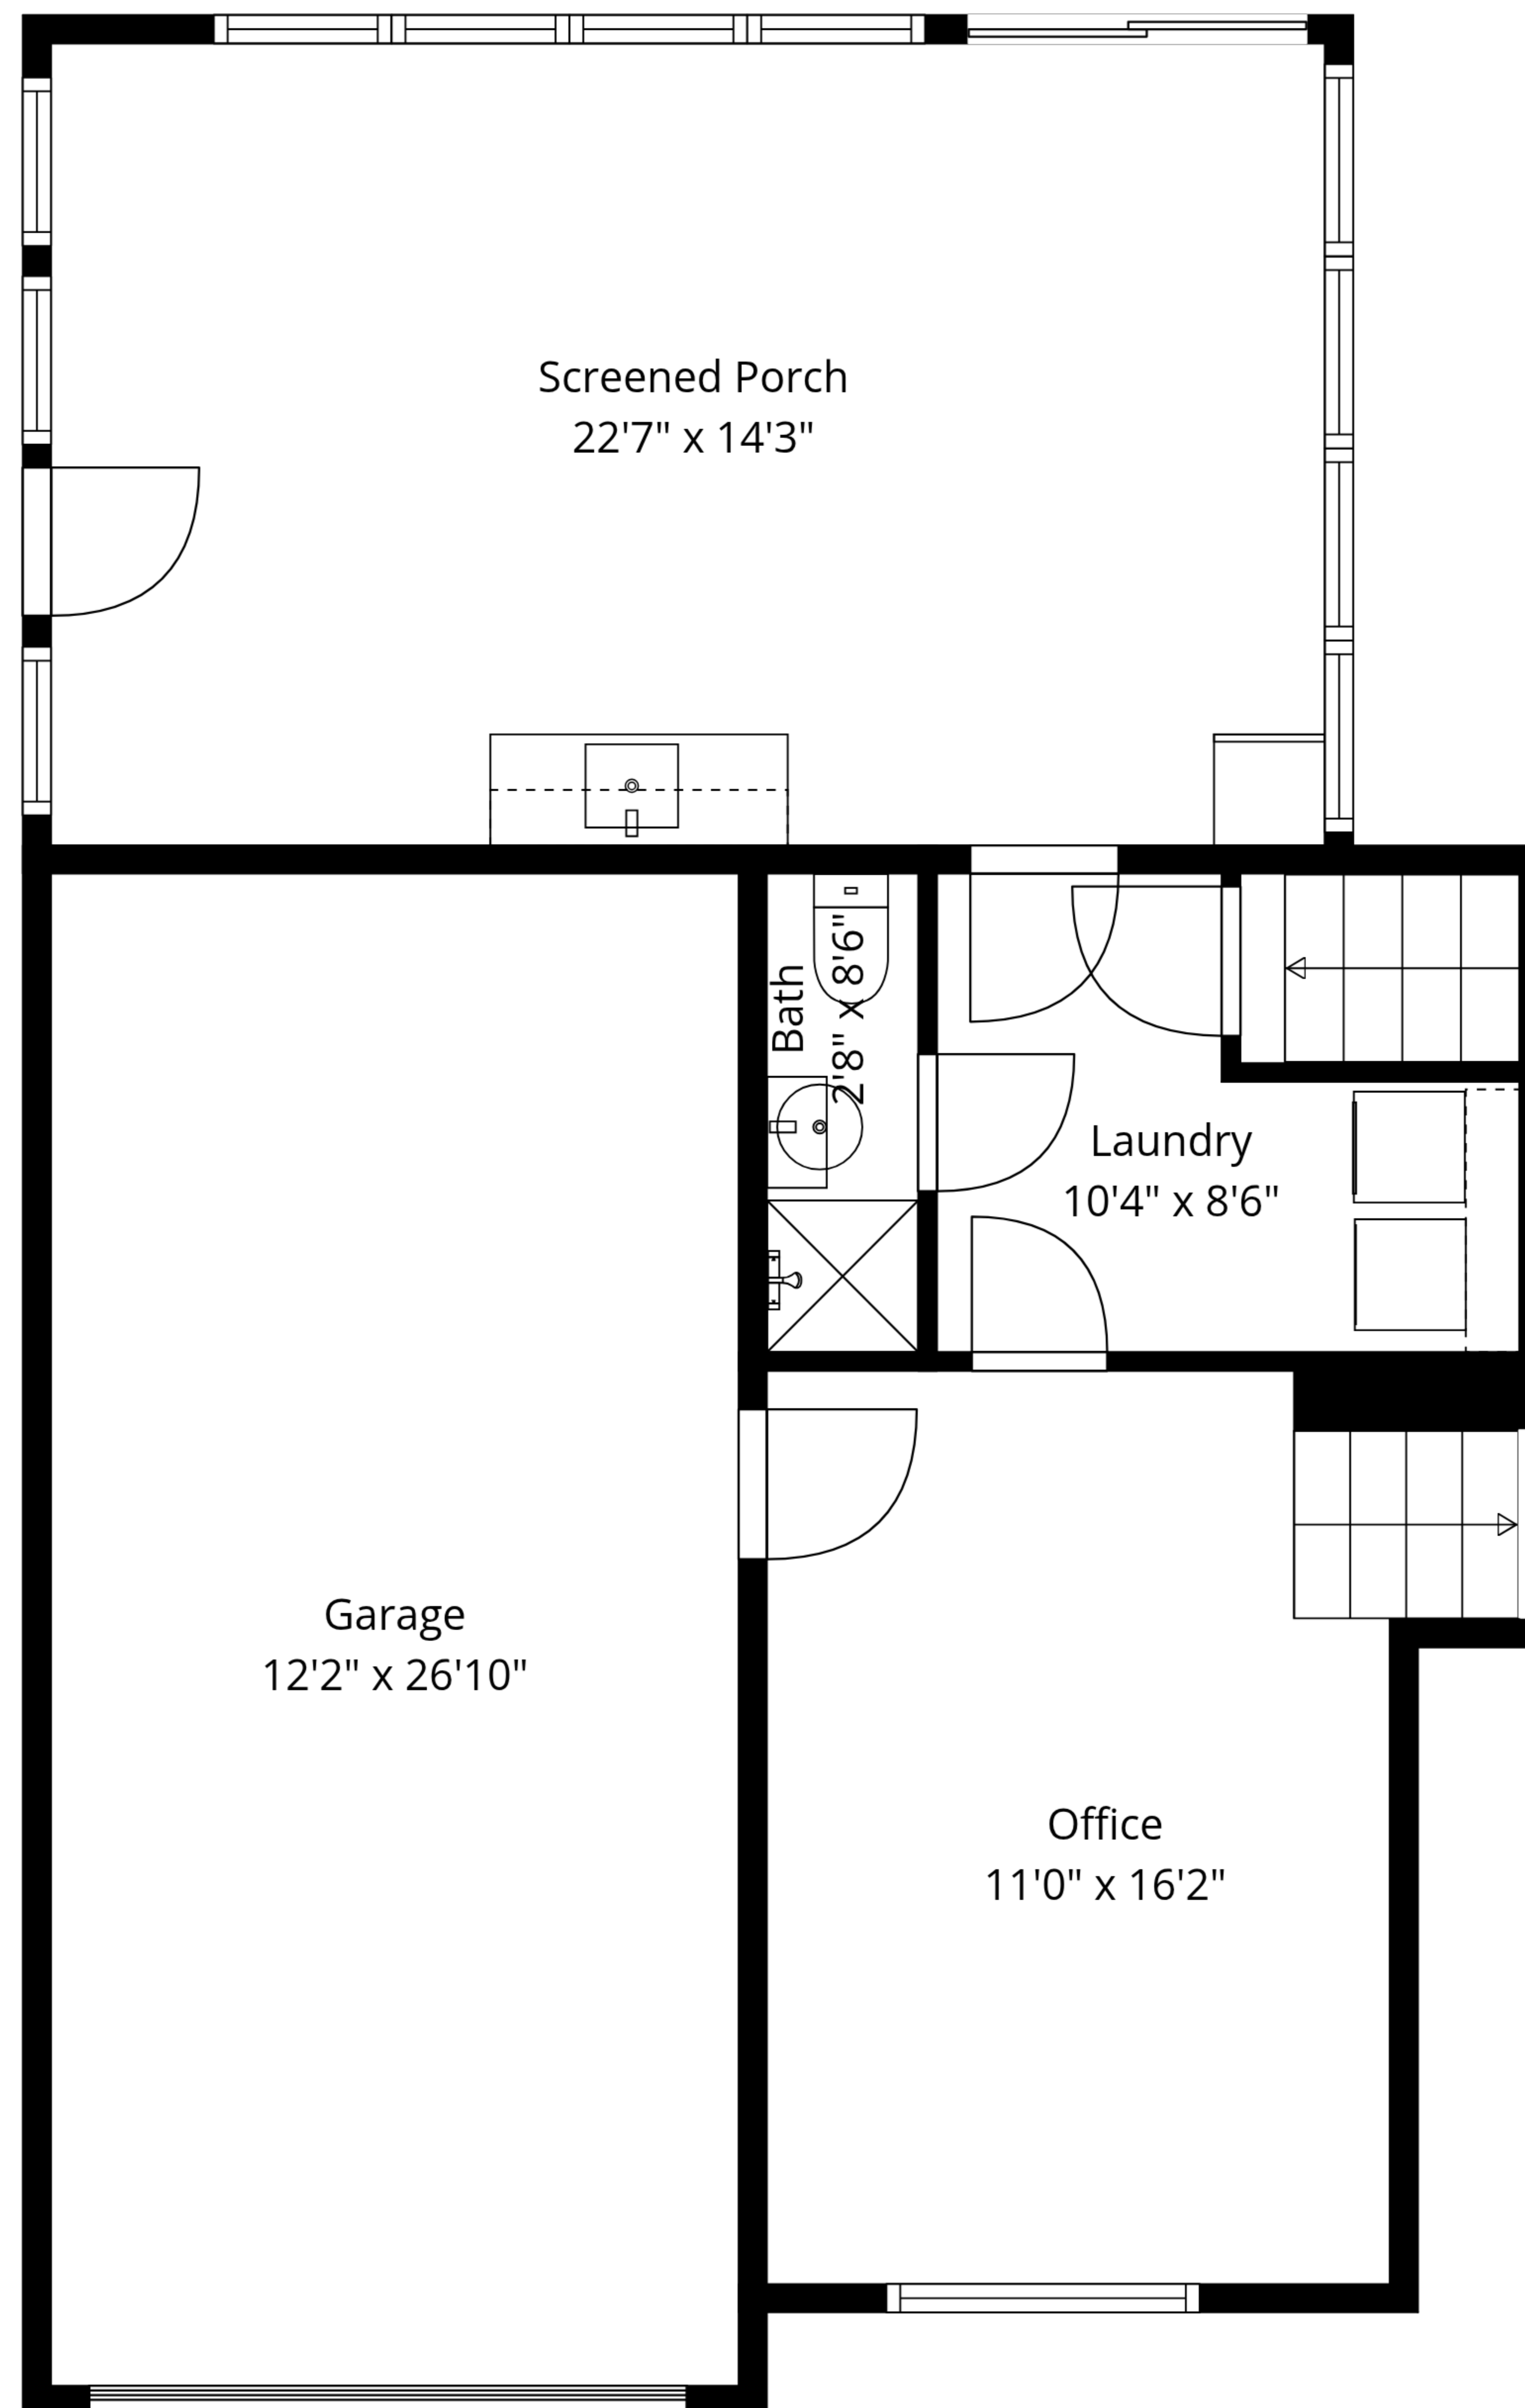 Screened Porch
22'7" x 14'3"
Bath
2'8" x 8'6"
Laundry
10'4" x 8'6"
Garage
12'2" x 26'10"
Office
11'0" x 16'2"